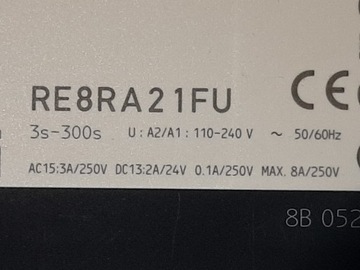 RE8RA21FU CE
3s-300s U : A2/A1 : 110-240 V ~ 50/60Hz
AC15:3A/250V DC13:2A/24V 0.1A/250V MAX. 8A/250V
8B 052